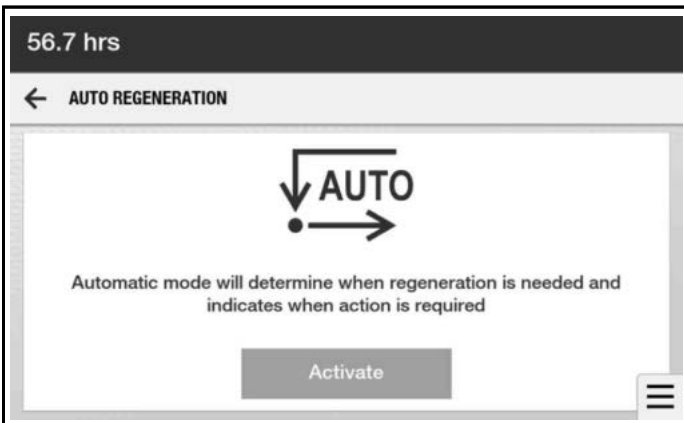 56.7 hrs
AUTO REGENERATION
AUTO
Automatic mode will determine when regeneration is needed and
indicates when action is required
Activate